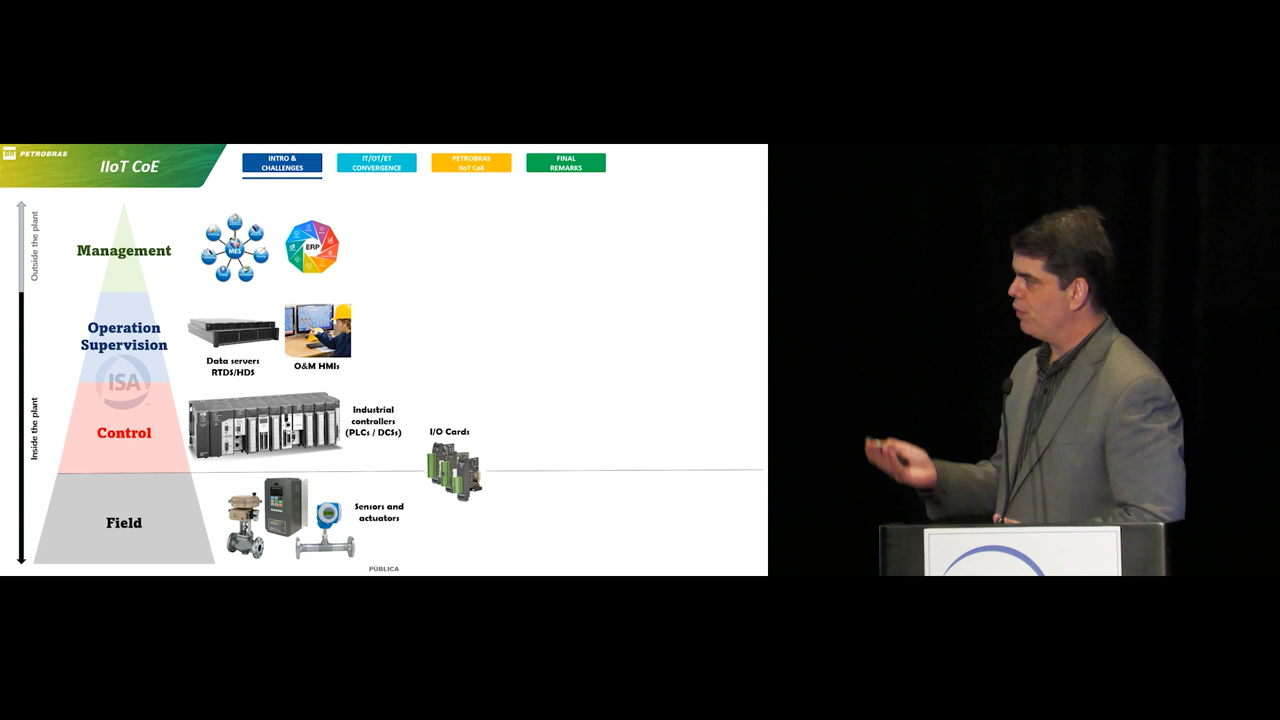 BR PETROBRAS
IIoT CoE
INTRO &
CHALLENGES
IT/OT/ET
CONVERGENCE
PETROBRAS
IIoT CoE
FINAL
REMARKS
Outside the plant
Inside the plant
Management
MES
ERP
Operation
Supervision
ISA
Data servers
RTDS/HDS
O&M HMIs
Control
Industrial
controllers
(PLCs / DCSs)
I/O Cards
Field
Sensors and
actuators
PÚBLICA